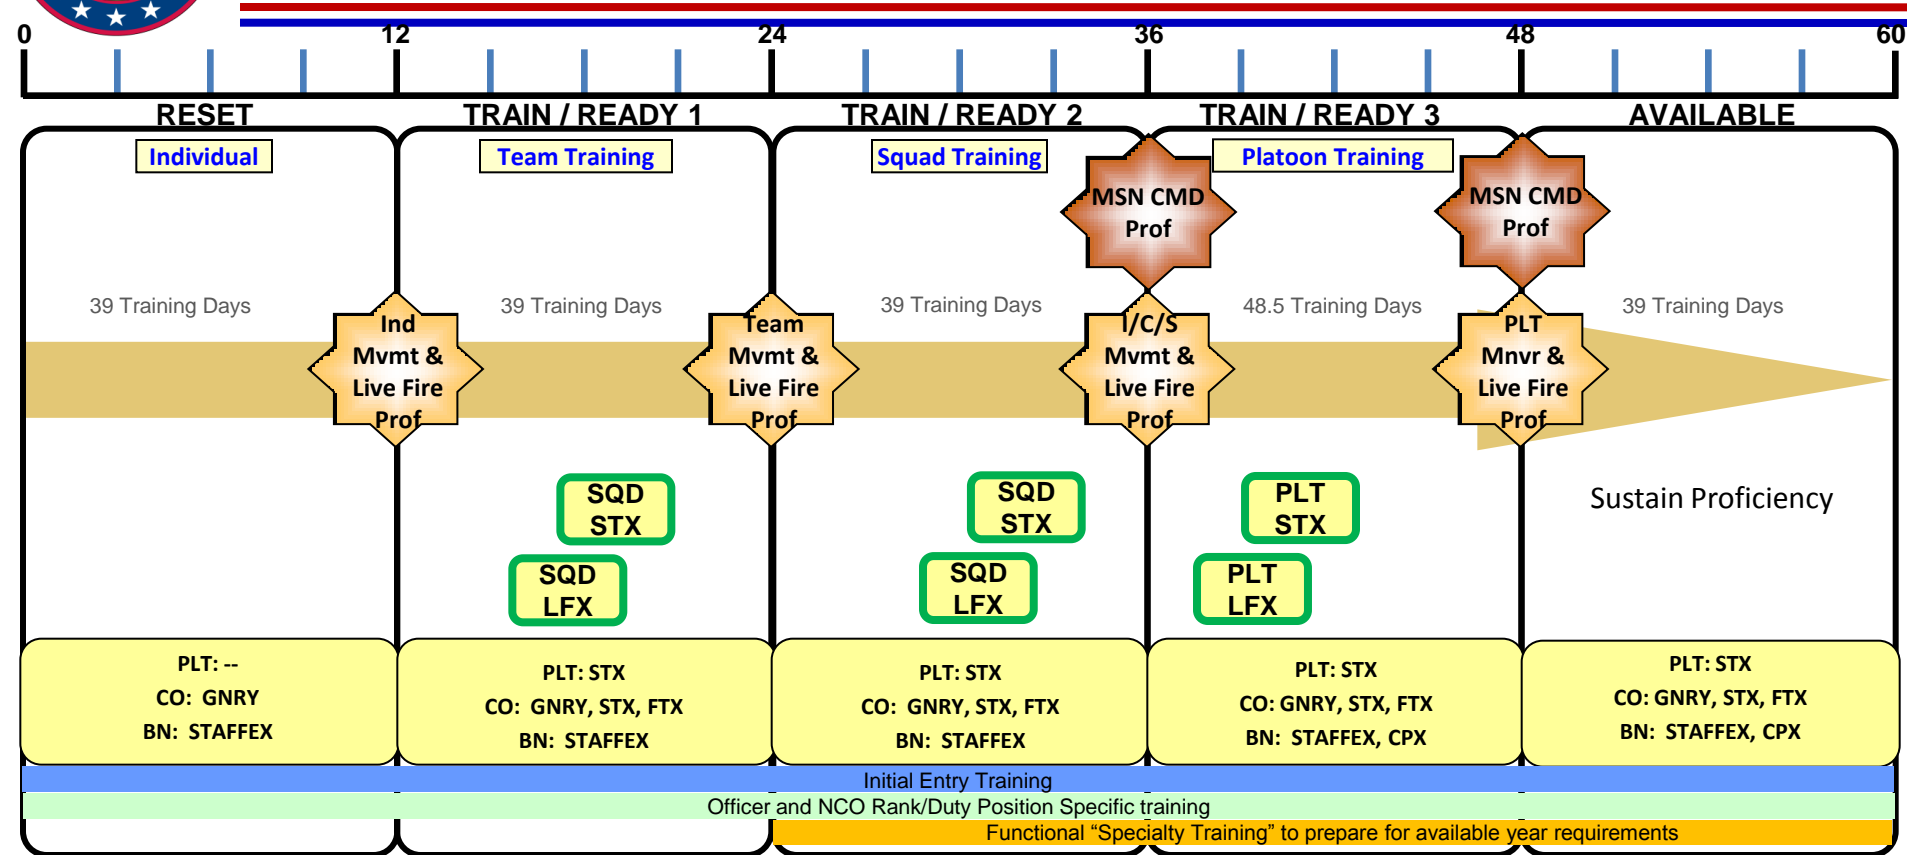 0 12 24 36 48 60
RESET TRAIN / READY 1 TRAIN / READY 2 TRAIN / READY 3 AVAILABLE
Individual Team Training Squad Training Platoon Training
MSN CMD
Prof
MSN CMD
Prof
39 Training Days 39 Training Days 39 Training Days 48.5 Training Days 39 Training Days
Ind
Mvmt &
Live Fire
Prof
Team
Mvmt &
Live Fire
Prof
I/C/S
Mvmt &
Live Fire
Prof
PLT
Mnvr &
Live Fire
Prof
SQD
STX
SQD
LFX
SQD
STX
SQD
LFX
PLT
STX
PLT
LFX
Sustain Proficiency
PLT: --
CO: GNRY
BN: STAFFEX
PLT: STX
CO: GNRY, STX, FTX
BN: STAFFEX
PLT: STX
CO: GNRY, STX, FTX
BN: STAFFEX
PLT: STX
CO: GNRY, STX, FTX
BN: STAFFEX, CPX
PLT: STX
CO: GNRY, STX, FTX
BN: STAFFEX, CPX
Initial Entry Training
Officer and NCO Rank/Duty Position Specific training
Functional “Specialty Training” to prepare for available year requirements